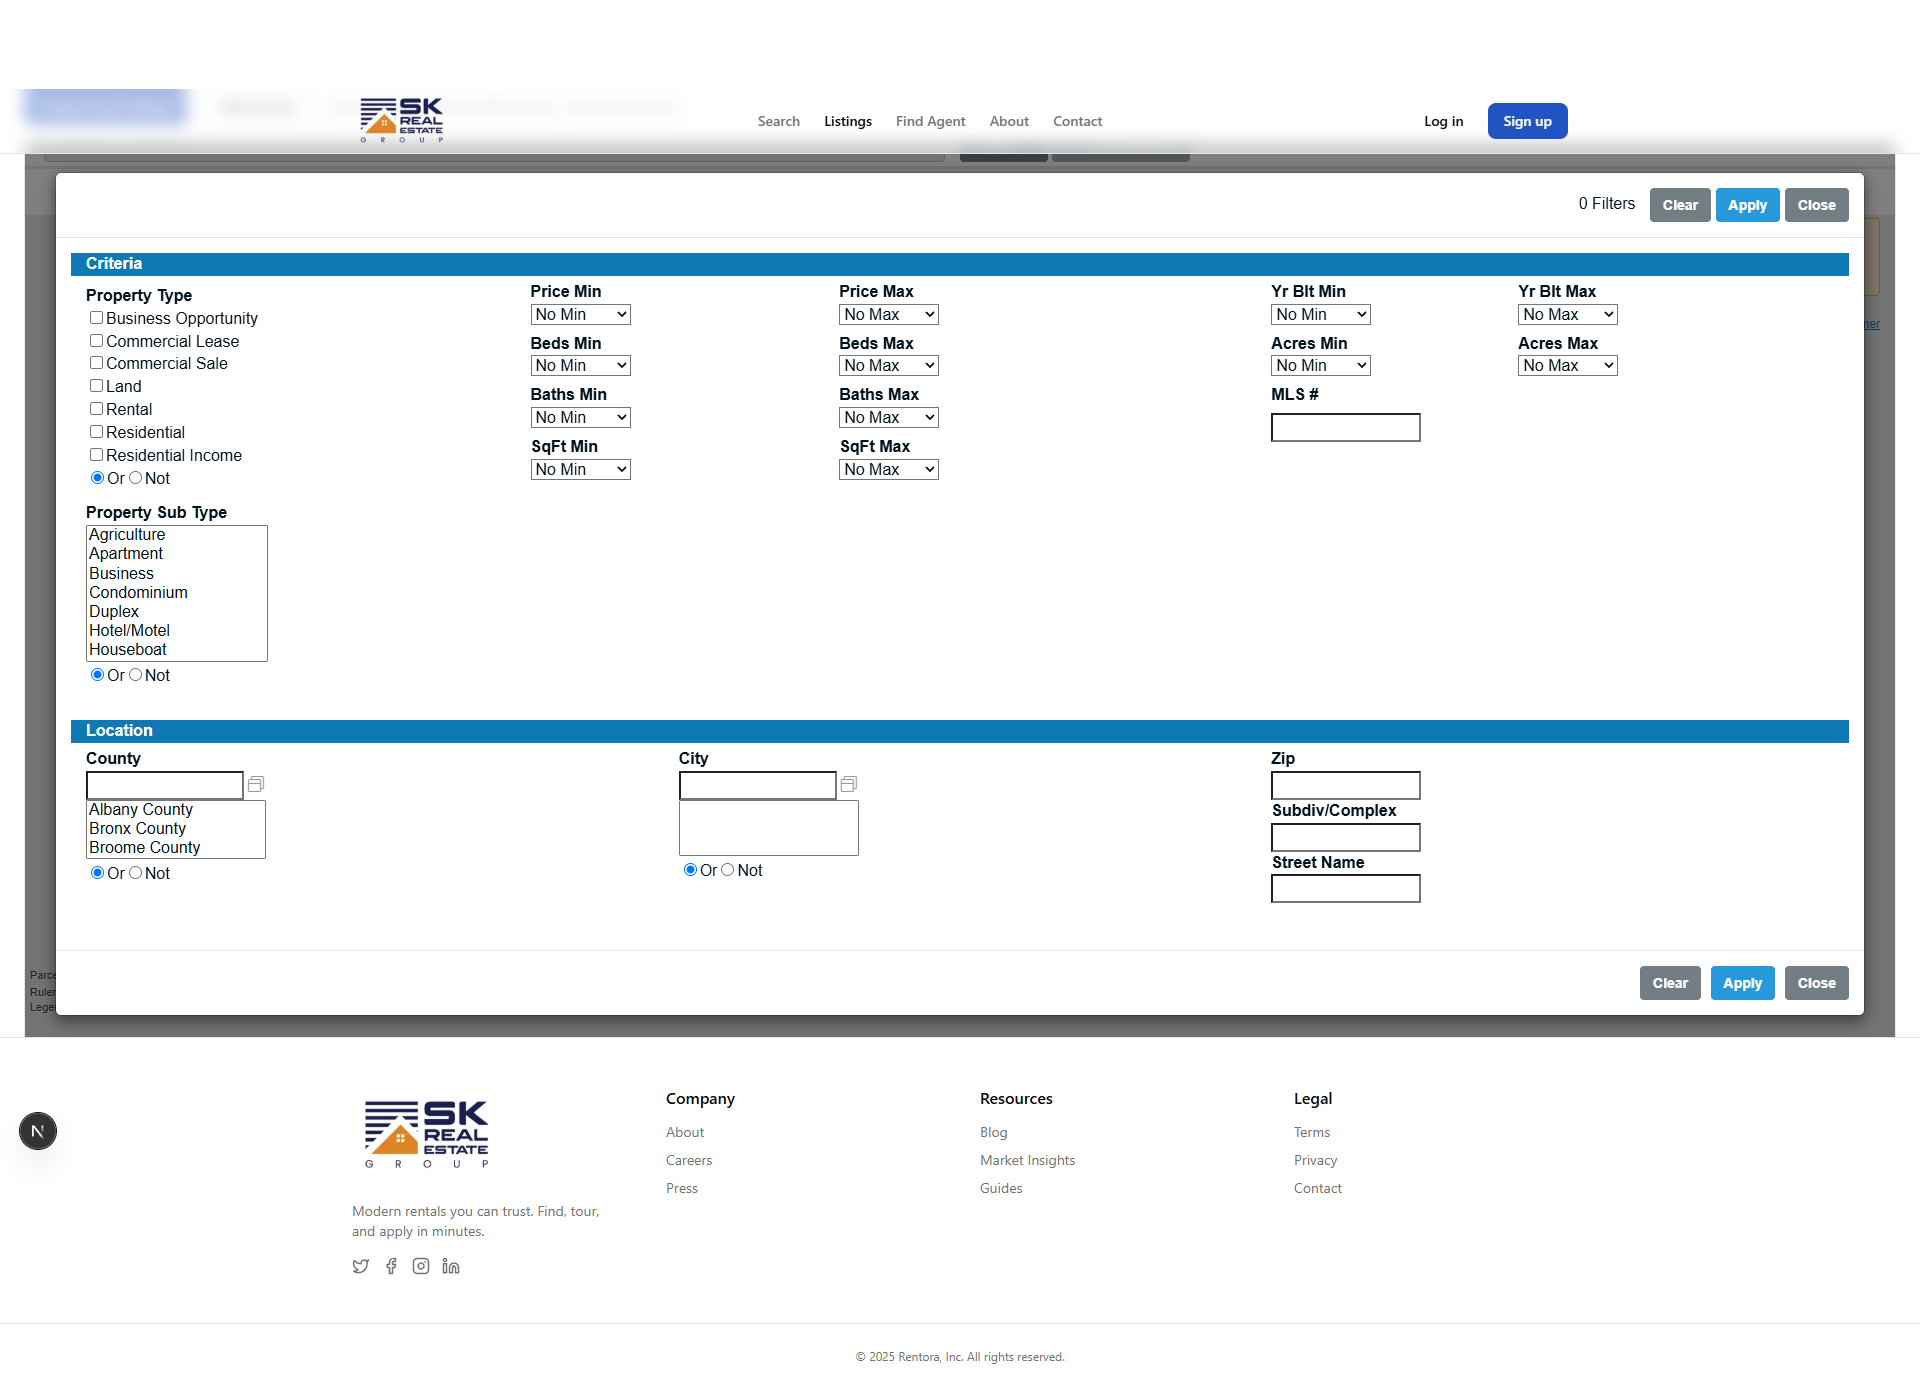 SK
REAL
ESTATE
GROUP
Search Listings Find Agent About Contact
Log in Sign up
0 Filters Clear Apply Close
Criteria
Property Type
Business Opportunity
Commercial Lease
Commercial Sale
Land
Rental
Residential
Residential Income
Or Not
Property Sub Type
Agriculture
Apartment
Business
Condominium
Duplex
Hotel/Motel
Houseboat
Or Not
Price Min Price Max Yr Blt Min Yr Blt Max
No Min No Max No Min No Max
Beds Min Beds Max Acres Min Acres Max
No Min No Max No Min No Max
Baths Min Baths Max MLS #
No Min No Max
SqFt Min SqFt Max
No Min No Max
Location
County City Zip
Albany County
Bronx County
Broome County
Or Not
Or Not
Subdiv/Complex
Street Name
Clear Apply Close
SK
REAL
ESTATE
GROUP
Modern rentals you can trust. Find, tour,
and apply in minutes.
Company
About
Careers
Press
Resources
Blog
Market Insights
Guides
Legal
Terms
Privacy
Contact
N
© 2025 Rentora, Inc. All rights reserved.